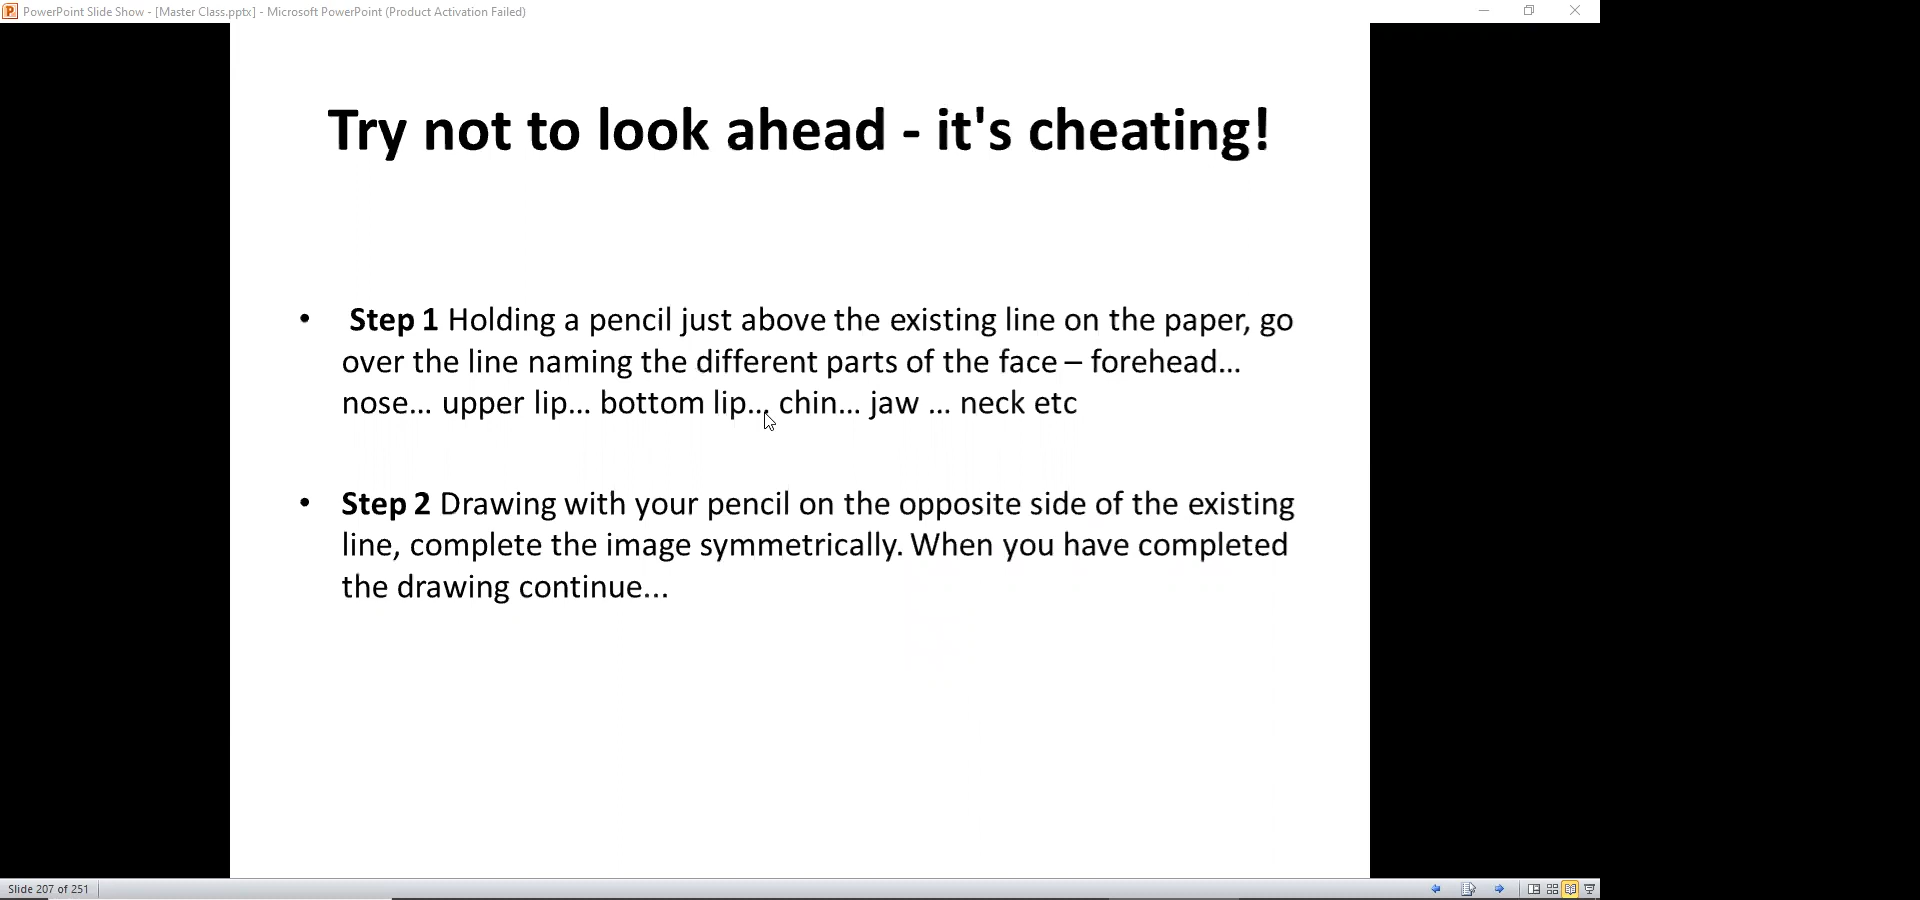 PowerPoint Slide Show - [Master Class.pptx] - Microsoft PowerPoint (Product Activation Failed)
Try not to look ahead - it's cheating!
• Step 1 Holding a pencil just above the existing line on the paper, go
over the line naming the different parts of the face – forehead...
nose... upper lip... bottom lip... chin... jaw ... neck etc
• Step 2 Drawing with your pencil on the opposite side of the existing
line, complete the image symmetrically. When you have completed
the drawing continue...
Slide 207 of 251